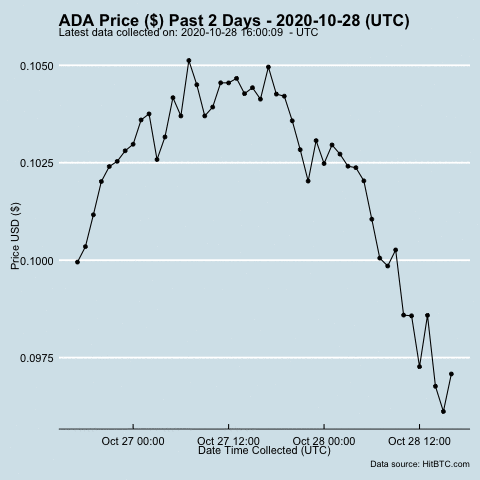 ADA Price ($) Past 2 Days - 2020-10-28 (UTC)
Latest data collected on: 2020-10-28 16:00:09  - UTC
0.1050
0.1025
0.1000
0.0975
Price USD ($)
Oct 27 00:00 Oct 27 12:00 Oct 28 00:00 Oct 28 12:00
Date Time Collected (UTC)
Data source: HitBTC.com